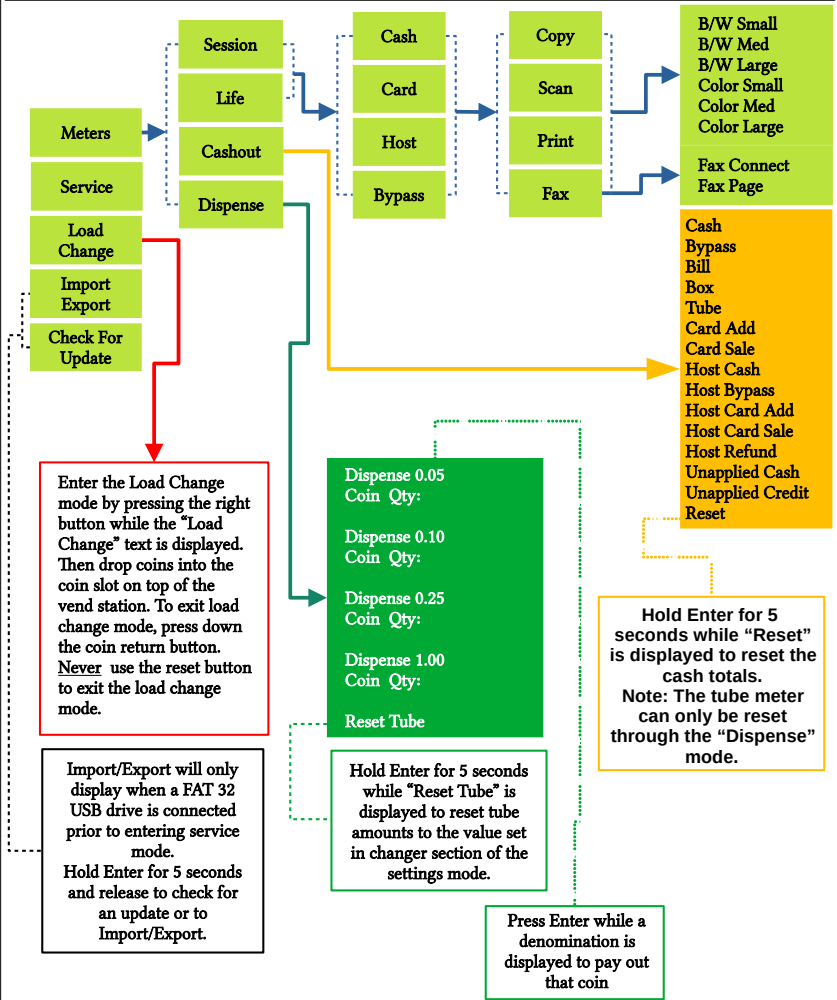 Meters
Service
Load
Change
Import
Export
Check For
Update
Session
Life
Cashout
Dispense
Cash
Card
Host
Bypass
Copy
Scan
Print
Fax
B/W Small
B/W Med
B/W Large
Color Small
Color Med
Color Large
Fax Connect
Fax Page
Cash
Bypass
Bill
Box
Tube
Card Add
Card Sale
Host Cash
Host Bypass
Host Card Add
Host Card Sale
Host Refund
Unapplied Cash
Unapplied Credit
Reset
Enter the Load Change
mode by pressing the right
button while the “Load
Change” text is displayed.
Then drop coins into the
coin slot on top of the
vend station. To exit load
change mode, press down
the coin return button.
Never use the reset button
to exit the load change
mode.
Dispense 0.05
Coin Qty:
Dispense 0.10
Coin Qty:
Dispense 0.25
Coin Qty:
Dispense 1.00
Coin Qty:
Reset Tube
Hold Enter for 5
seconds while “Reset”
is displayed to reset the
cash totals.
Note: The tube meter
can only be reset
through the “Dispense”
mode.
Import/Export will only
display when a FAT 32
USB drive is connected
prior to entering service
mode.
Hold Enter for 5 seconds
and release to check for
an update or to
Import/Export.
Hold Enter for 5 seconds
while “Reset Tube” is
displayed to reset tube
amounts to the value set
in changer section of the
settings mode.
Press Enter while a
denomination is
displayed to pay out
that coin